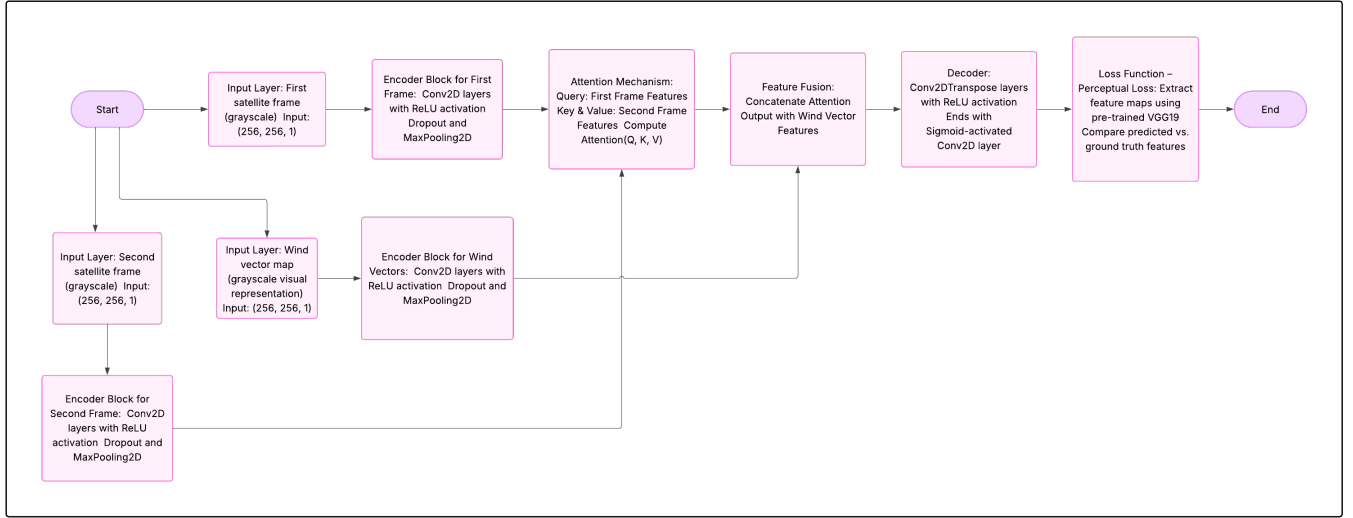 Start
Input Layer: First
satellite frame
(grayscale)  Input:
(256, 256, 1)
Encoder Block for First
Frame:  Conv2D layers
with ReLU activation
Dropout and
MaxPooling2D
Attention Mechanism:
Query: First Frame Features
Key & Value: Second Frame
Features  Compute
Attention(Q, K, V)
Feature Fusion:
Concatenate Attention
Output with Wind Vector
Features
Decoder:
Conv2DTranspose layers
with ReLU activation
Ends with
Sigmoid-activated
Conv2D layer
Loss Function –
Perceptual Loss: Extract
feature maps using
pre-trained VGG19
Compare predicted vs.
ground truth features
End
Input Layer: Second
satellite frame
(grayscale)  Input:
(256, 256, 1)
Input Layer: Wind
vector map
(grayscale visual
representation)
Input: (256, 256, 1)
Encoder Block for Wind
Vectors:  Conv2D layers with
ReLU activation  Dropout and
MaxPooling2D
Encoder Block for
Second Frame:  Conv2D
layers with ReLU
activation  Dropout and
MaxPooling2D